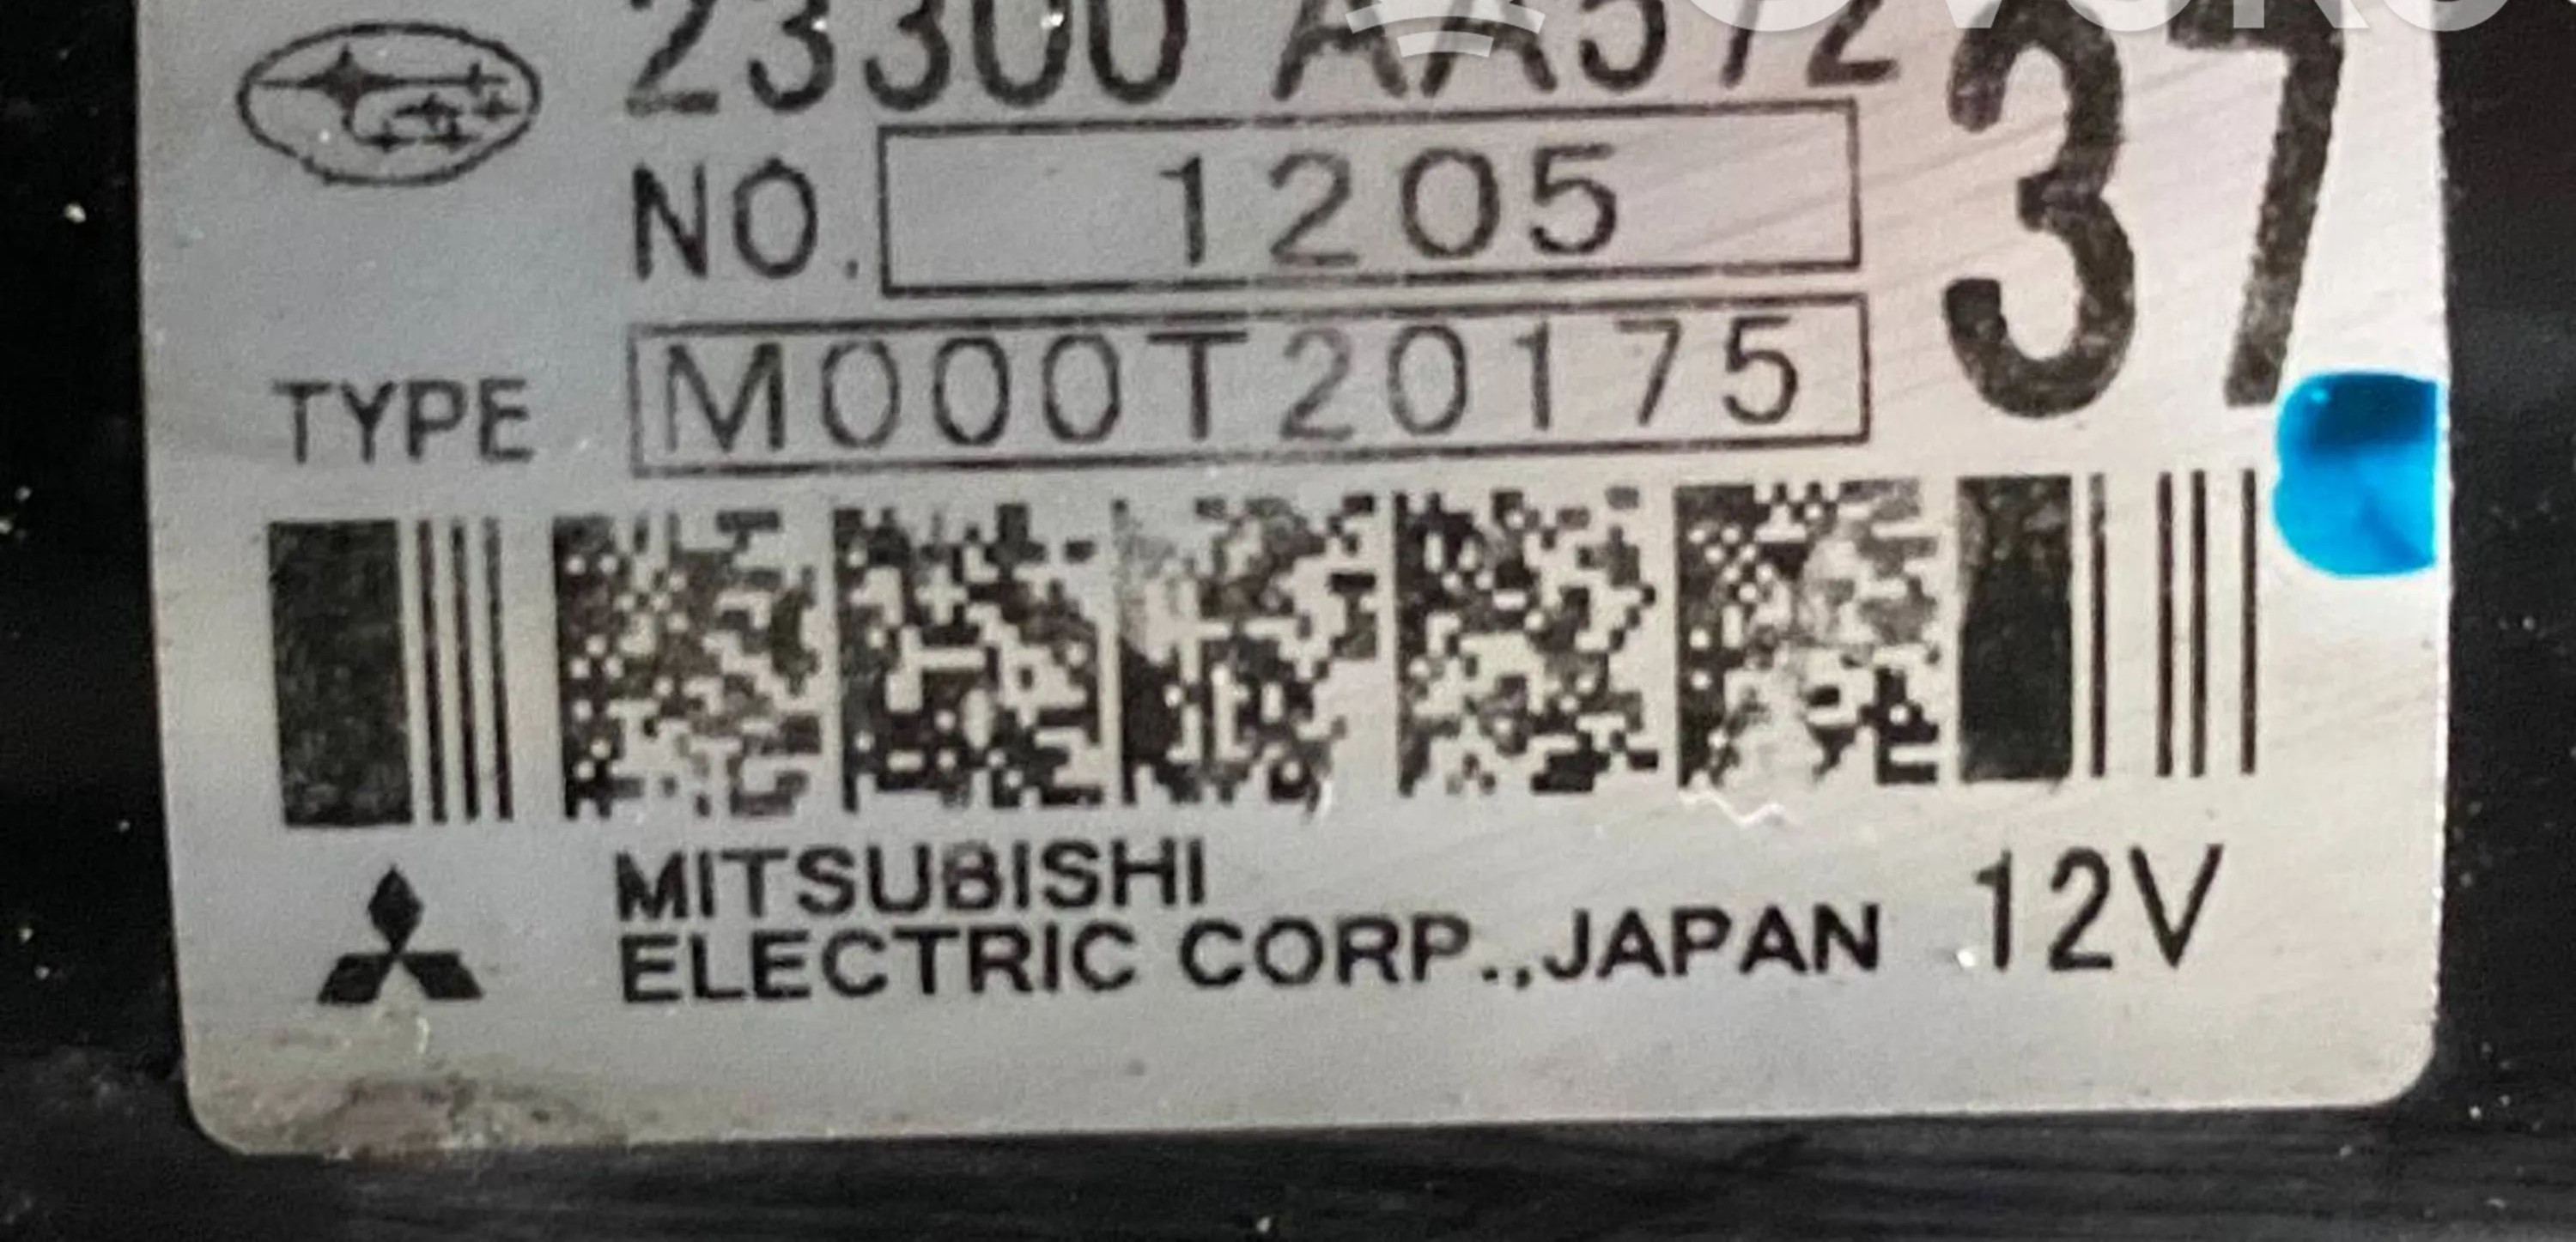 23300 AA572
37
NO. 1205
TYPE M000T20175
MITSUBISHI
ELECTRIC CORP.,JAPAN 12V